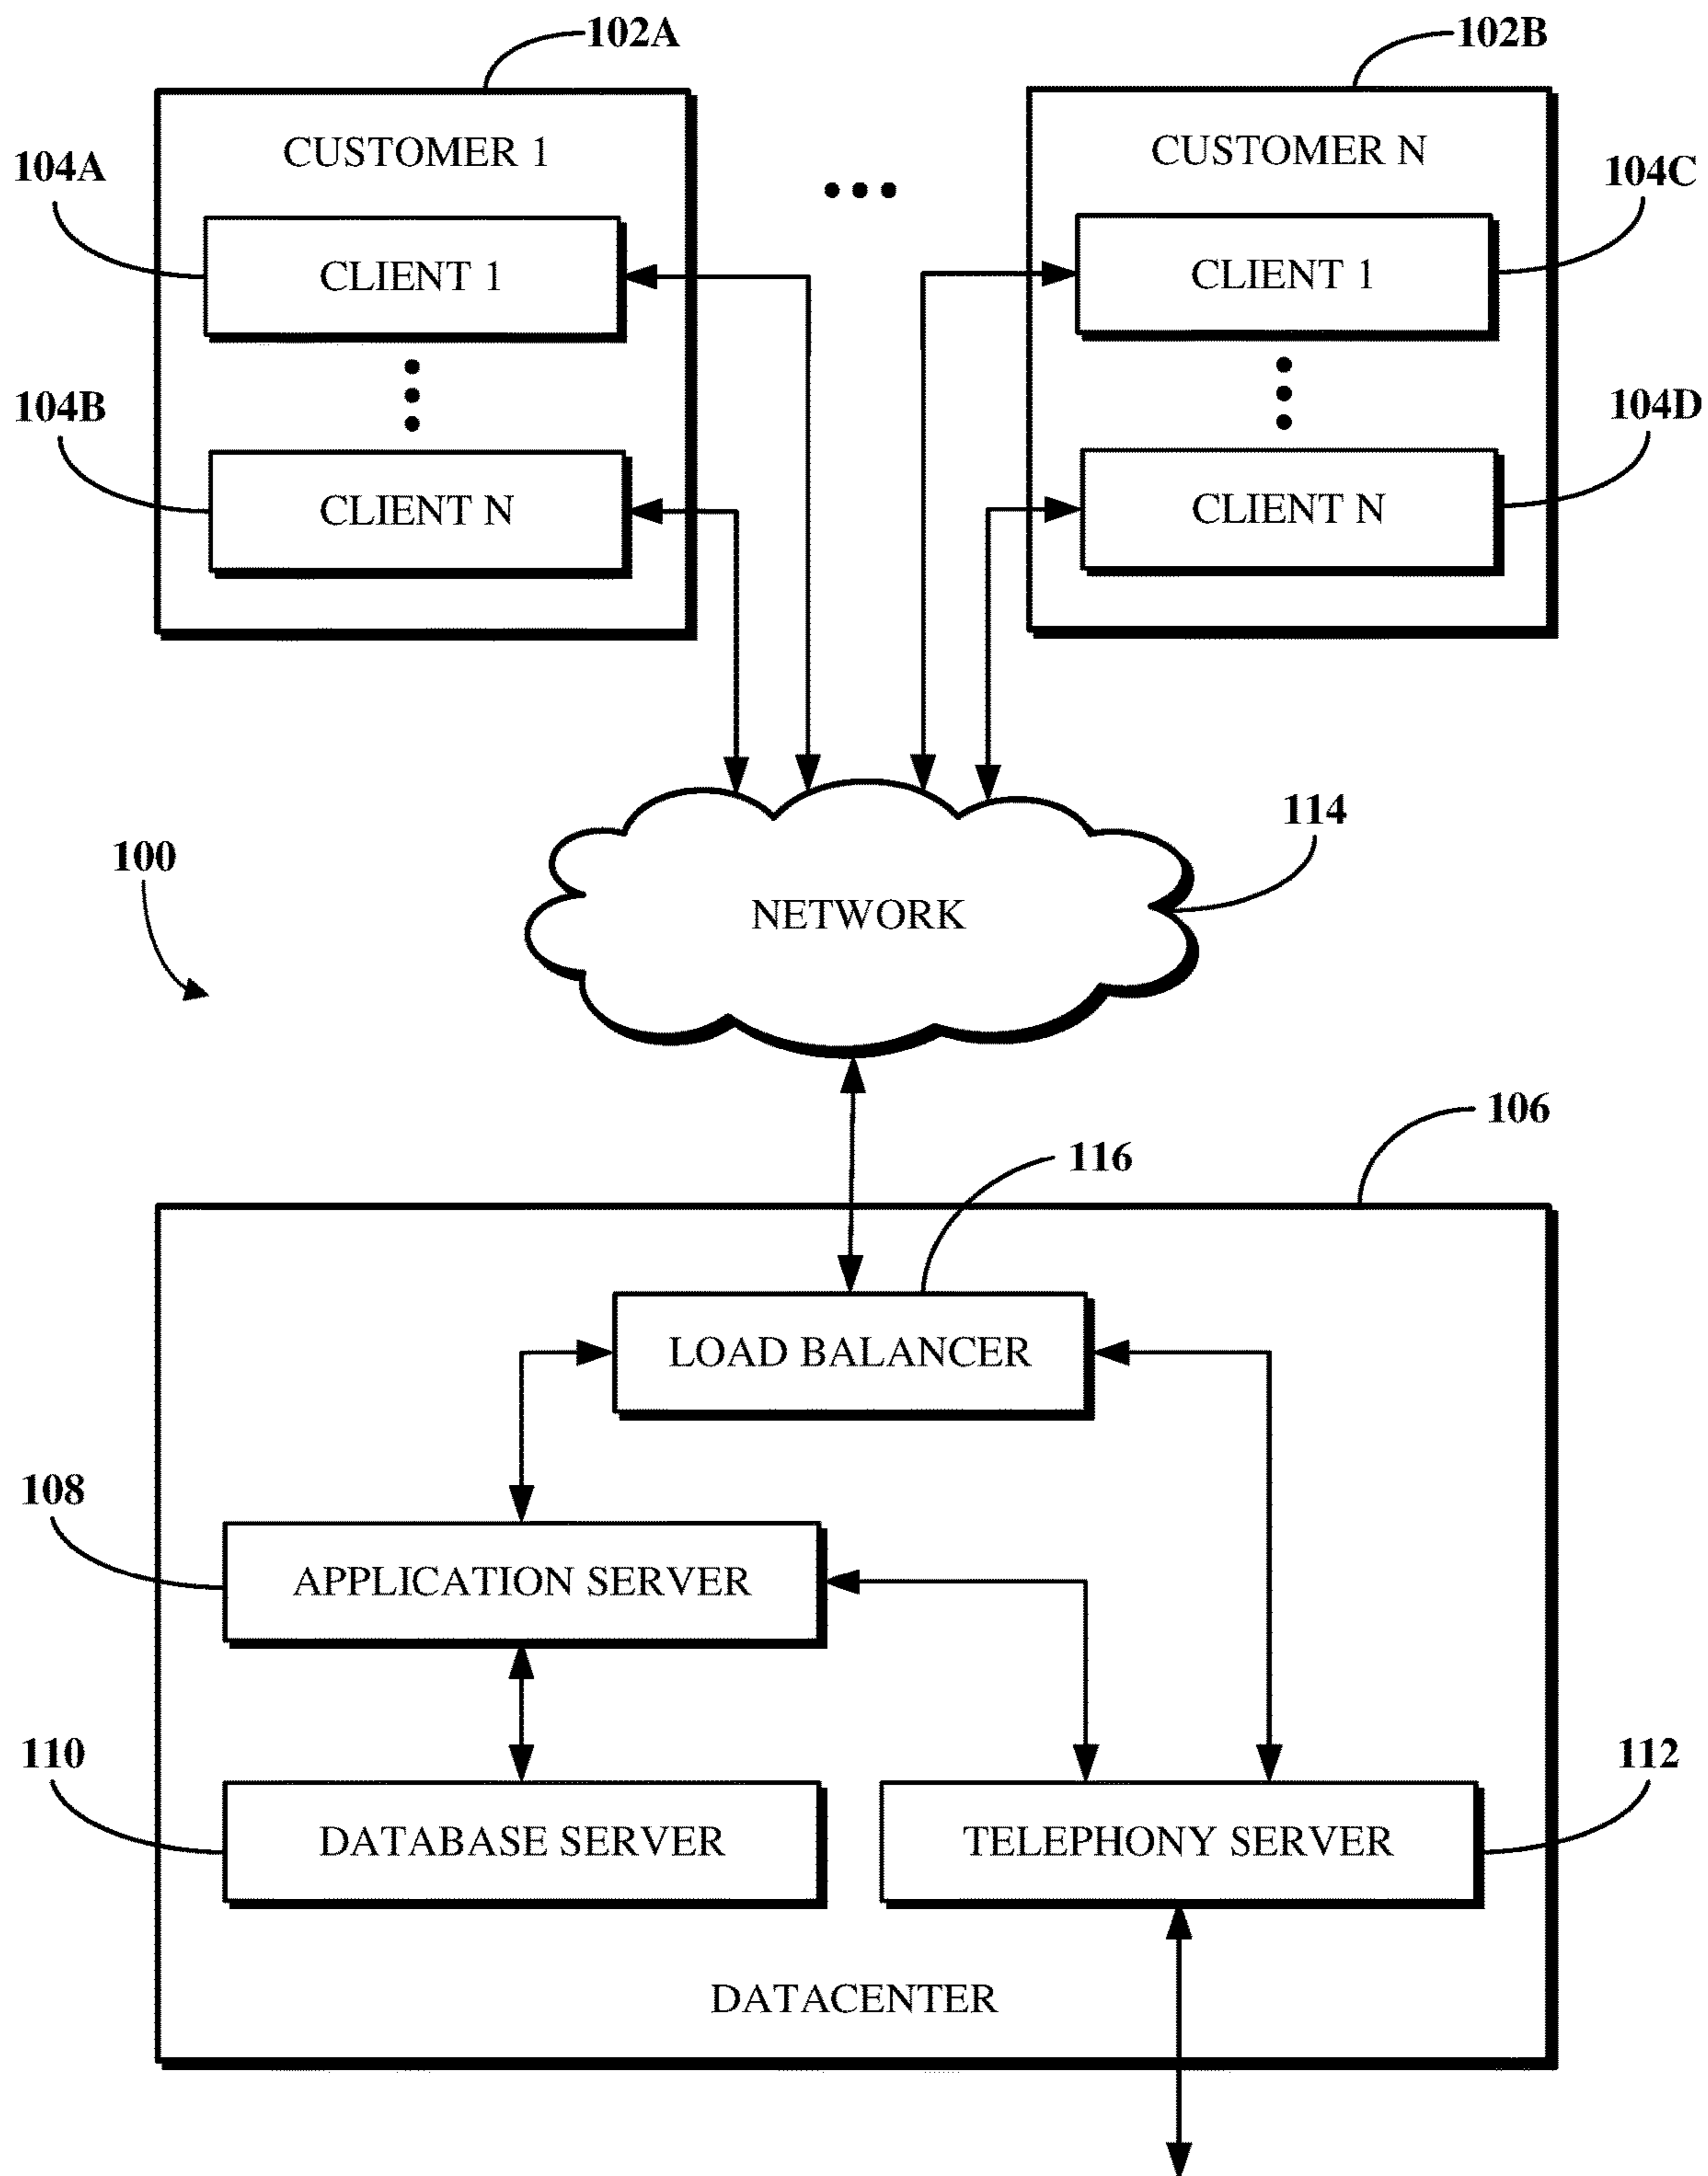 102A
102B
CUSTOMER 1
CUSTOMER N
104A
104C
CLIENT 1
CLIENT 1
104B
104D
CLIENT N
CLIENT N
114
100
NETWORK
106
116
LOAD BALANCER
108
APPLICATION SERVER
110
112
DATABASE SERVER
TELEPHONY SERVER
DATACENTER